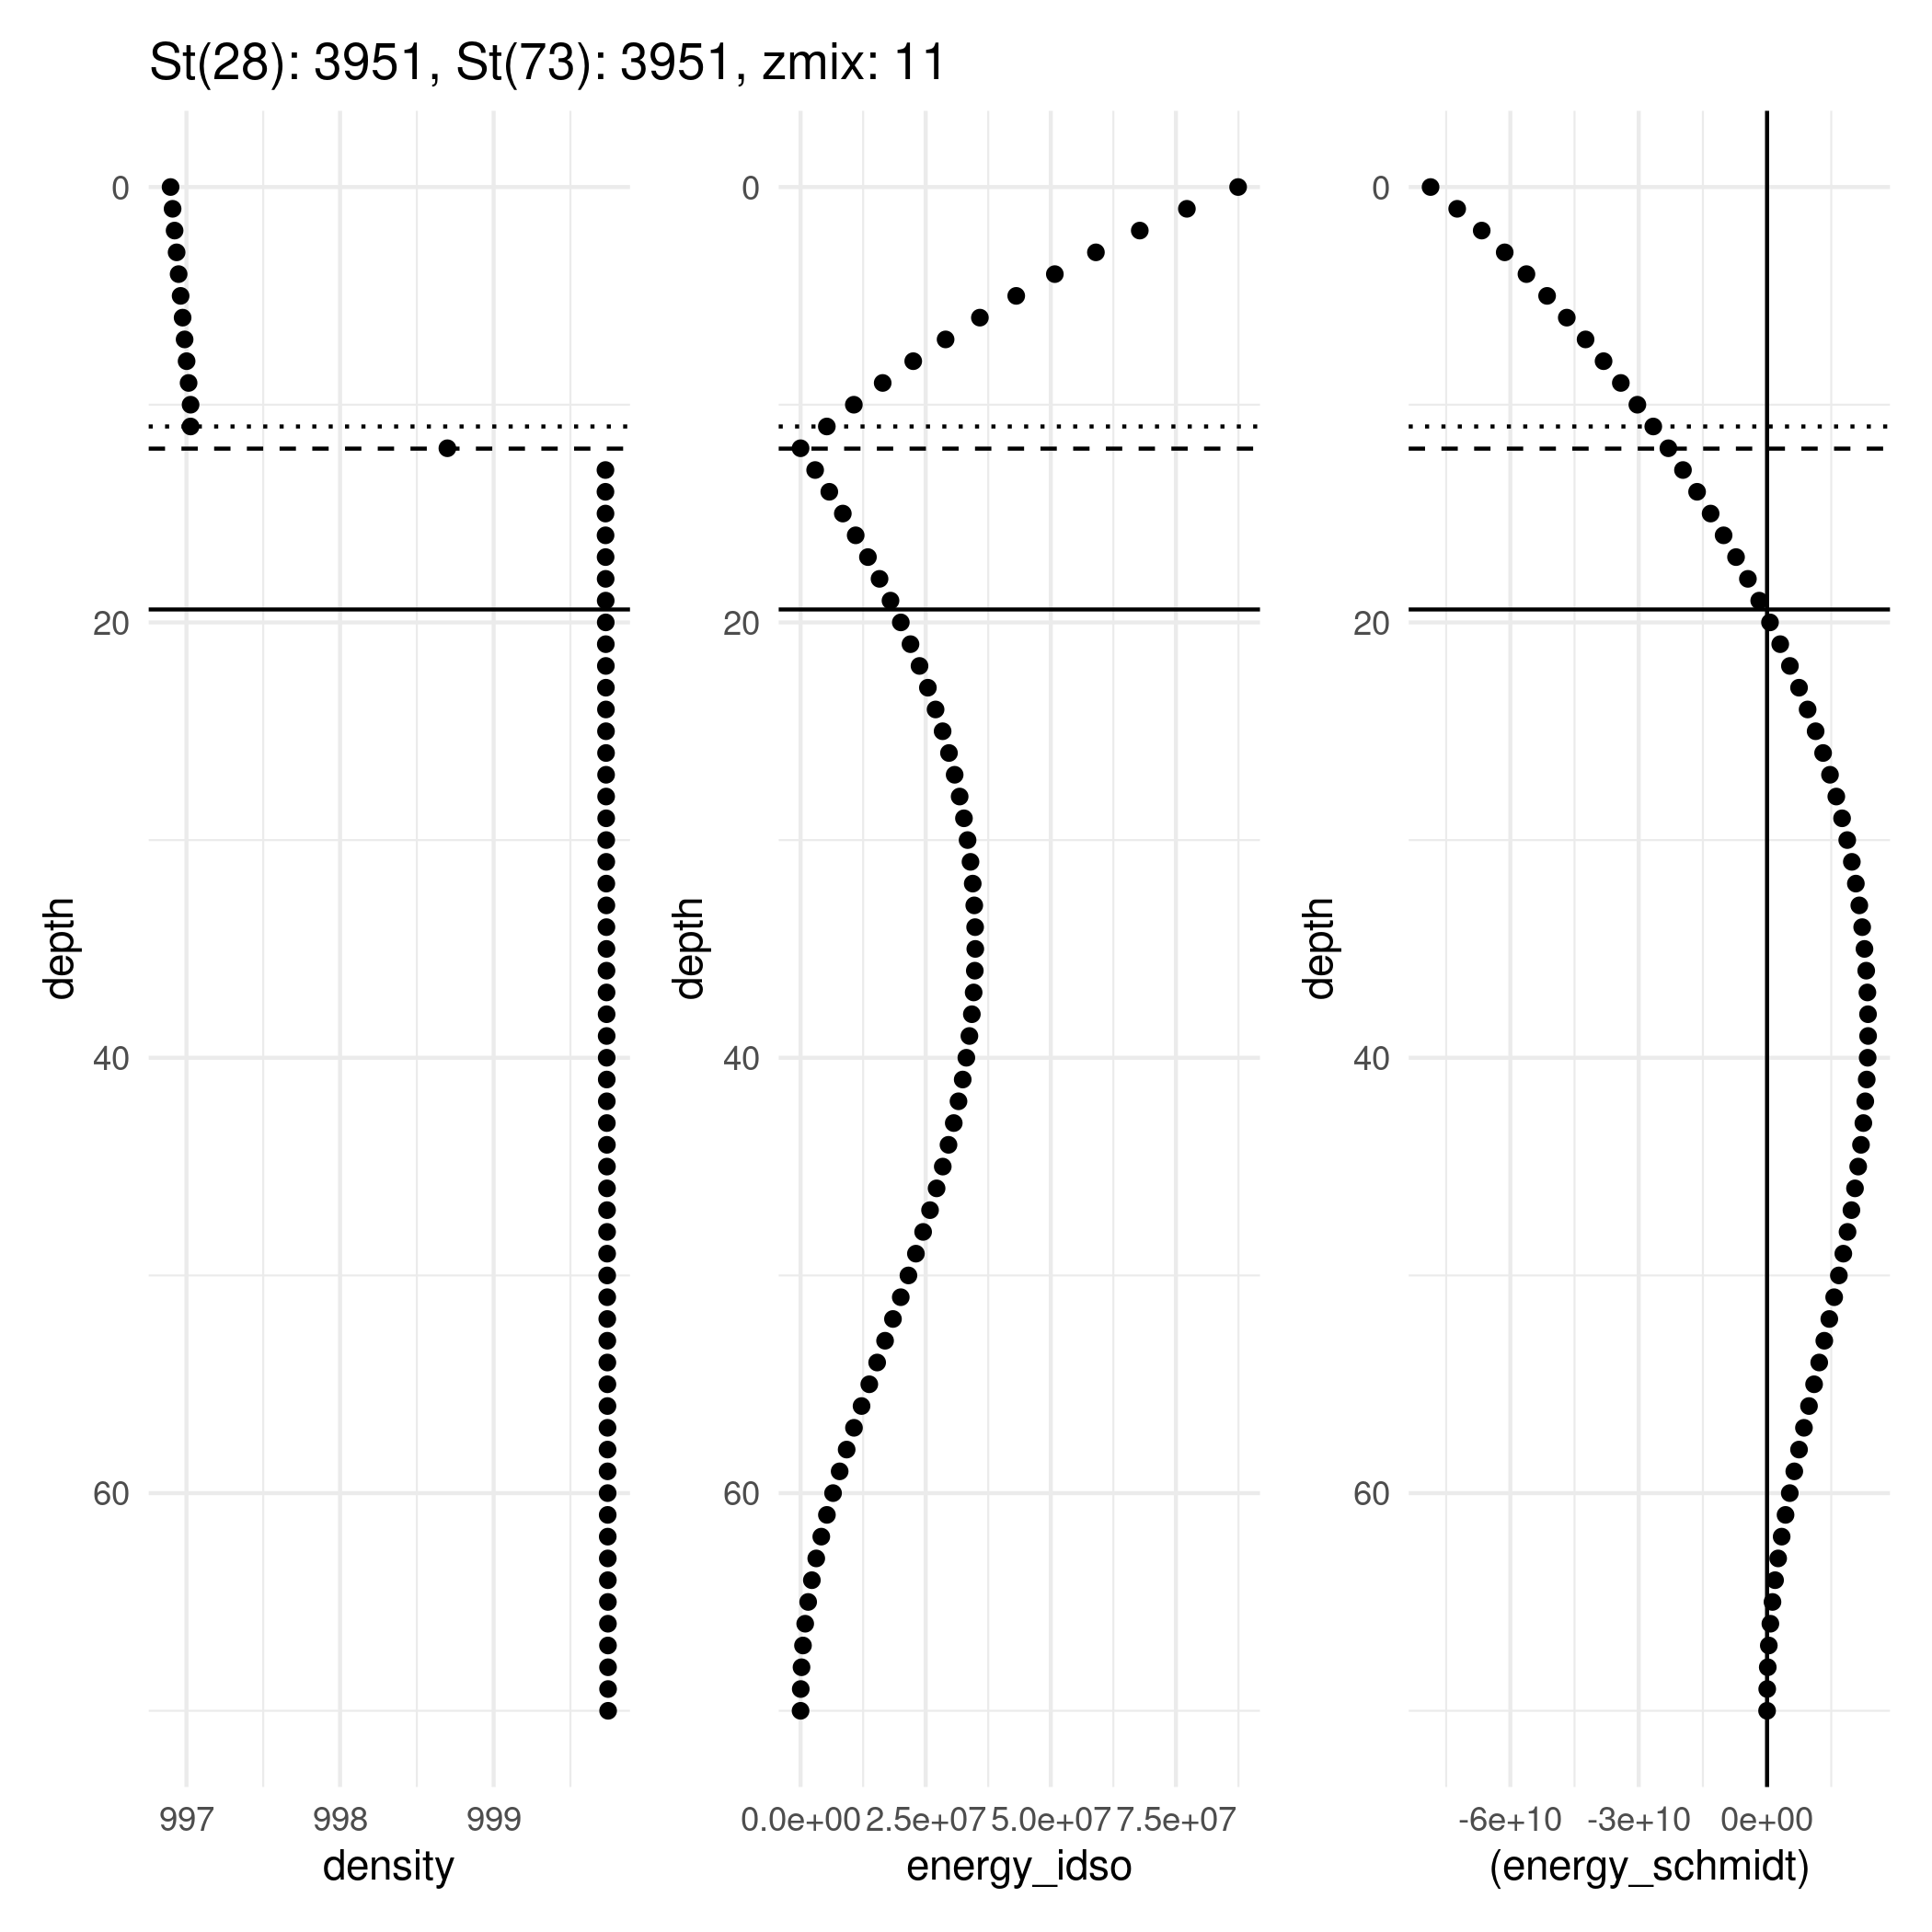 St(28): 3951, St(73): 3951, zmix: 11
0
20
40
60
depth
997 998 999
density
0
20
40
60
depth
0.0e+00 2.5e+07 5.0e+07 7.5e+07
energy_idso
0
20
40
60
depth
-6e+10 -3e+10 0e+00
(energy_schmidt)